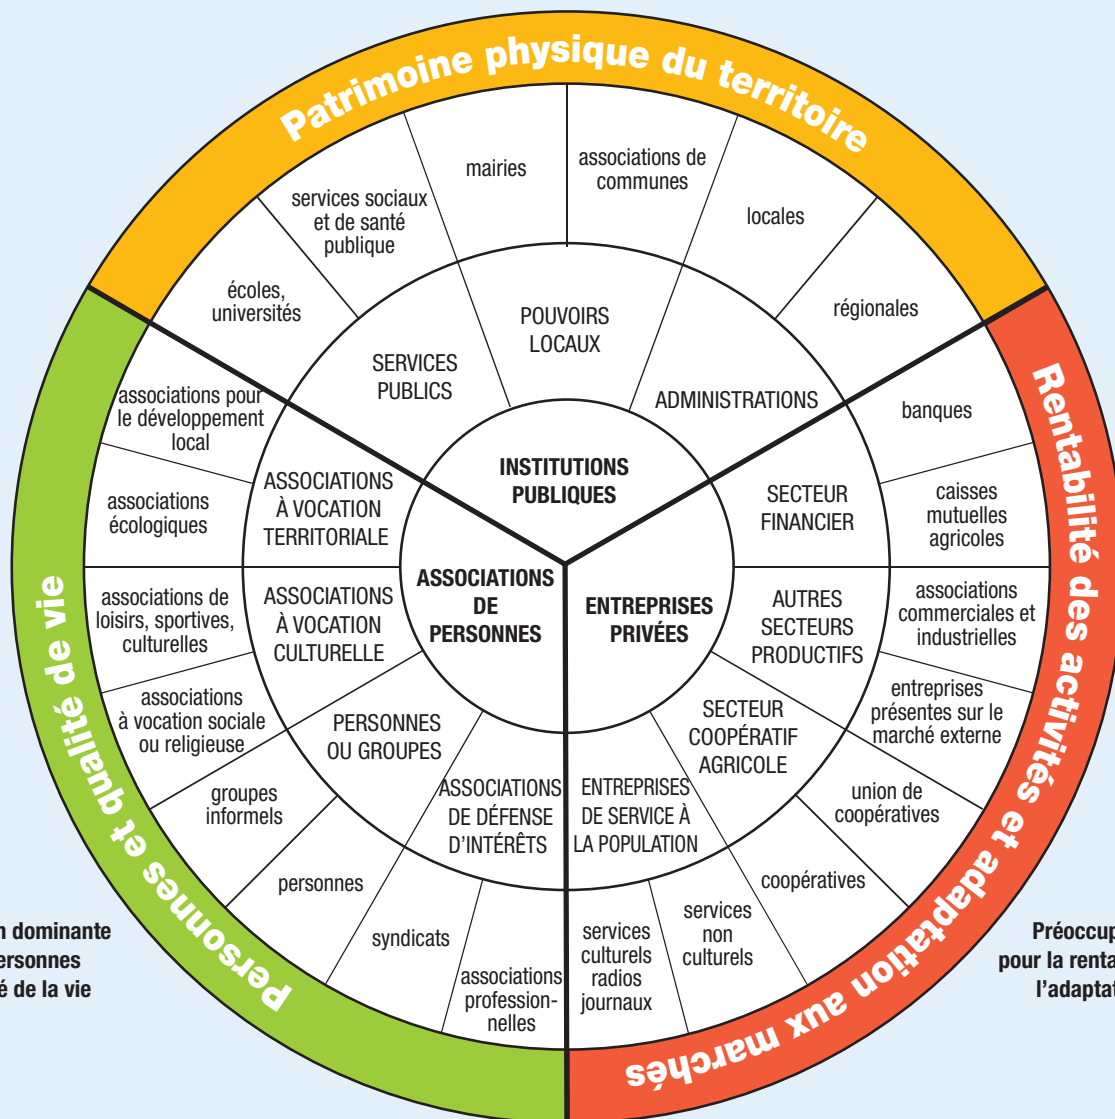 Patrimoine physique du territoire
mairies
associations de
communes
services sociaux
et de santé
publique
locales
écoles,
universités
régionales
POUVOIRS
LOCAUX
SERVICES
PUBLICS
ADMINISTRATIONS
INSTITUTIONS
PUBLIQUES
Rentabilité des activités et adaptation aux marchés
banques
caisses
mutuelles
agricoles
SECTEUR
FINANCIER
associations
commerciales et
industrielles
entreprises
présentes sur le
marché externe
AUTRES
SECTEURS
PRODUCTIFS
ENTREPRISES
PRIVÉES
SECTEUR
COOPÉRATIF
AGRICOLE
union de
coopératives
coopératives
ENTREPRISES
DE SERVICE À
LA POPULATION
services
non
culturels
services
culturels
radios
journaux
Personnes et qualité de vie
associations pour
le développement
local
associations
écologiques
ASSOCIATIONS
À VOCATION
TERRITORIALE
ASSOCIATIONS
DE
PERSONNES
associations de
loisirs, sportives,
culturelles
associations
à vocation sociale
ou religieuse
ASSOCIATIONS
À VOCATION
CULTURELLE
PERSONNES
OU GROUPES
groupes
informels
personnes
ASSOCIATIONS
DE DÉFENSE
D'INTÉRÊTS
syndicats
associations
profession-
nelles
n dominante
ersonnes
é de la vie
Préoccup
pour la renta
l'adaptat